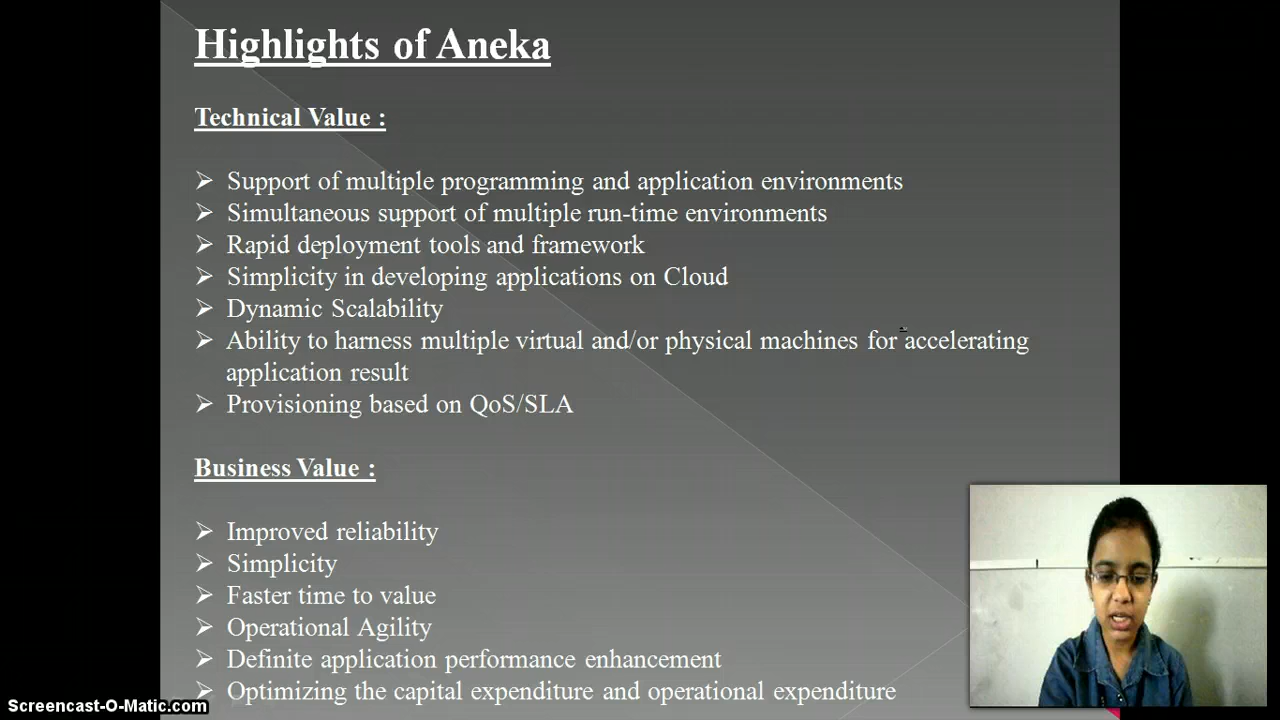 Highlights of Aneka
Technical Value :
➢ Support of multiple programming and application environments
➢ Simultaneous support of multiple run-time environments
➢ Rapid deployment tools and framework
➢ Simplicity in developing applications on Cloud
➢ Dynamic Scalability
➢ Ability to harness multiple virtual and/or physical machines for accelerating
application result
➢ Provisioning based on QoS/SLA
Business Value :
➢ Improved reliability
➢ Simplicity
➢ Faster time to value
➢ Operational Agility
➢ Definite application performance enhancement
➢ Optimizing the capital expenditure and operational expenditure
Screencast-O-Matic.com